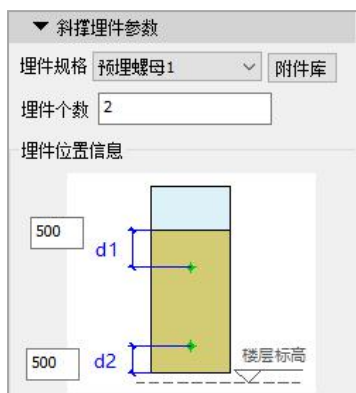 斜撑埋件参数
埋件规格 预埋螺母1 附件库
埋件个数 2
埋件位置信息
500 d1
500 d2 楼层标高